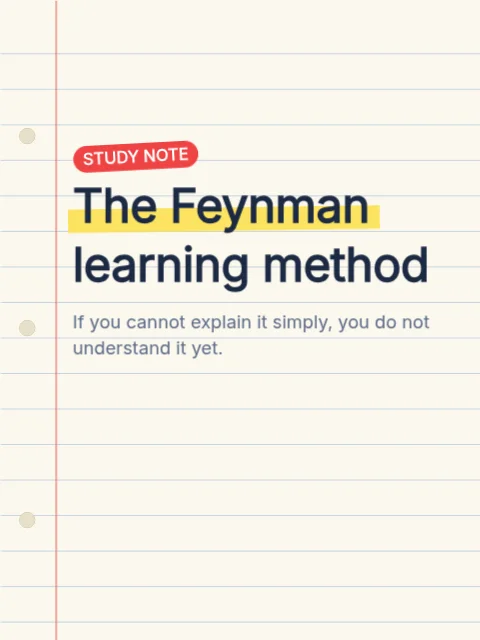 STUDY NOTE
The Feynman
learning method
If you cannot explain it simply, you do not
understand it yet.